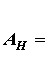 A_H =